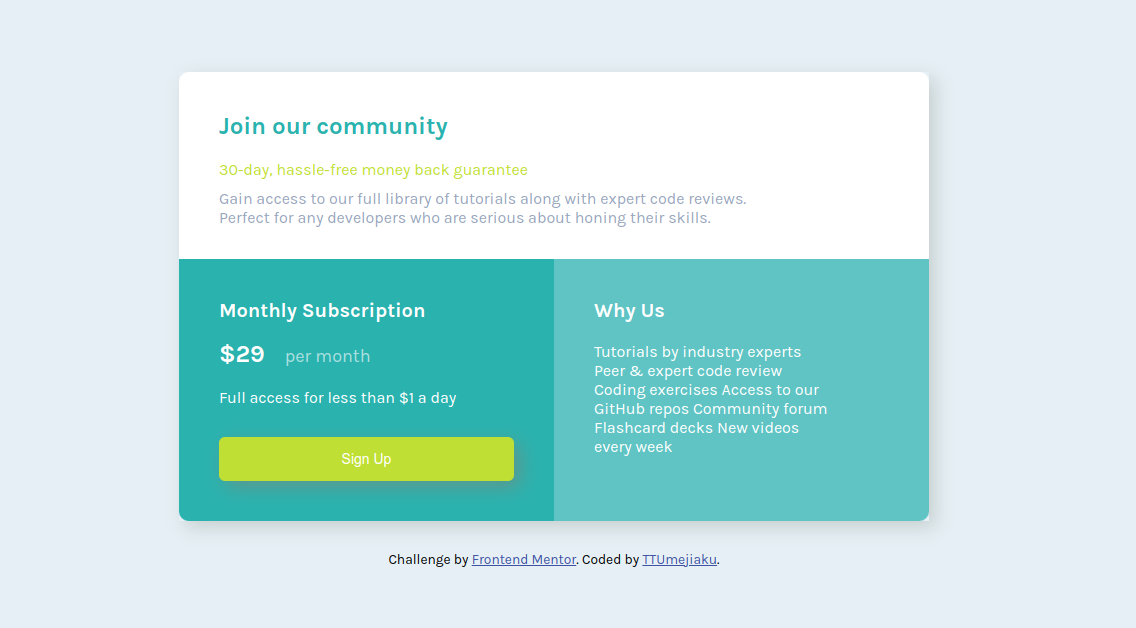 Join our community
30-day, hassle-free money back guarantee
Gain access to our full library of tutorials along with expert code reviews.
Perfect for any developers who are serious about honing their skills.
Monthly Subscription
$29 per month
Full access for less than $1 a day
Sign Up
Why Us
Tutorials by industry experts
Peer & expert code review
Coding exercises Access to our
GitHub repos Community forum
Flashcard decks New videos
every week
Challenge by Frontend Mentor. Coded by TTUmejiaku.